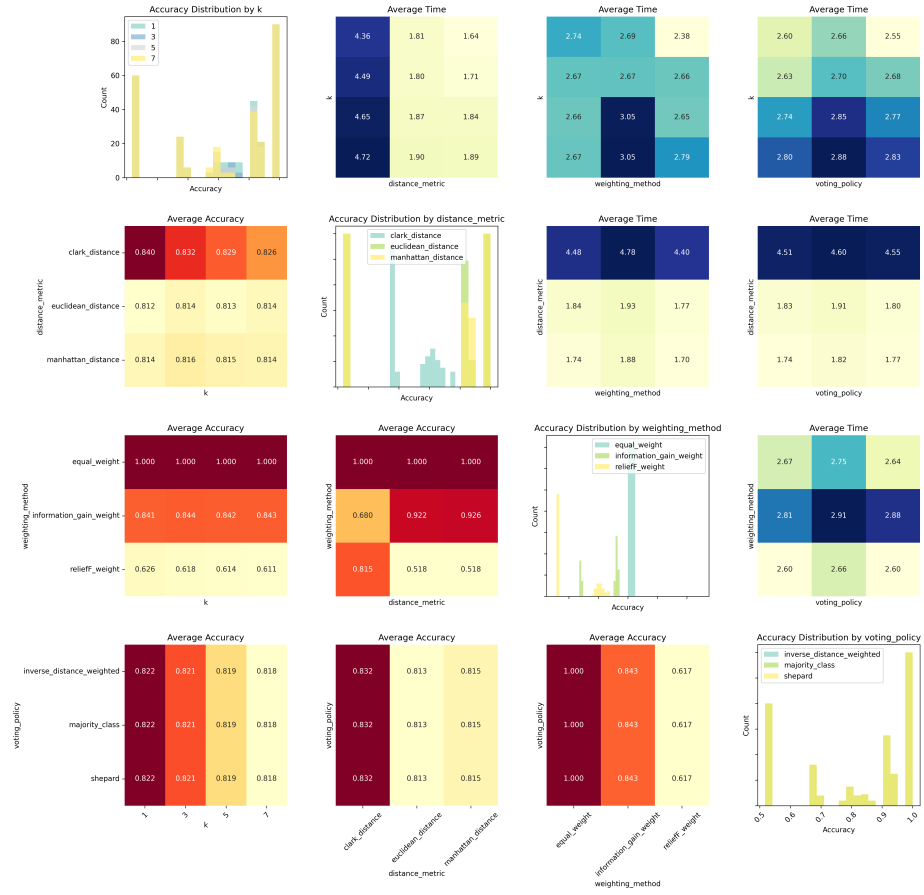 Accuracy Distribution by k
Average Time
Average Time
Average Time
80
60
40
20
0
Count
1
3
5
7
Accuracy
k
4.36 1.81 1.64
4.49 1.80 1.71
4.65 1.87 1.84
4.72 1.90 1.89
distance_metric
k
2.74 2.69 2.38
2.67 2.67 2.66
2.66 3.05 2.65
2.67 3.05 2.79
weighting_method
k
2.60 2.66 2.55
2.63 2.70 2.68
2.74 2.85 2.77
2.80 2.88 2.83
voting_policy
Average Accuracy
distance_metric
clark_distance 0.840 0.832 0.829 0.826
euclidean_distance 0.812 0.814 0.813 0.814
manhattan_distance 0.814 0.816 0.815 0.814
k
Accuracy Distribution by distance_metric
Count
clark_distance
euclidean_distance
manhattan_distance
Accuracy
Average Time
distance_metric
4.48 4.78 4.40
1.84 1.93 1.77
1.74 1.88 1.70
weighting_method
Average Time
distance_metric
4.51 4.60 4.55
1.83 1.91 1.80
1.74 1.82 1.77
voting_policy
Average Accuracy
weighting_method
equal_weight 1.000 1.000 1.000 1.000
information_gain_weight 0.841 0.844 0.842 0.843
reliefF_weight 0.626 0.618 0.614 0.611
k
Average Accuracy
weighting_method
1.000 1.000 1.000
0.680 0.922 0.926
0.815 0.518 0.518
distance_metric
Accuracy Distribution by weighting_method
Count
equal_weight
information_gain_weight
reliefF_weight
Accuracy
Average Time
weighting_method
2.67 2.75 2.64
2.81 2.91 2.88
2.60 2.66 2.60
voting_policy
Average Accuracy
voting_policy
inverse_distance_weighted 0.822 0.821 0.819 0.818
majority_class 0.822 0.821 0.819 0.818
shepard 0.822 0.821 0.819 0.818
1 3 5 7
k
Average Accuracy
voting_policy
0.832 0.813 0.815
0.832 0.813 0.815
0.832 0.813 0.815
clark_distance
euclidean_distance
manhattan_distance
distance_metric
Average Accuracy
voting_policy
1.000 0.843 0.617
1.000 0.843 0.617
1.000 0.843 0.617
equal_weight
information_gain_weight
reliefF_weight
weighting_method
Accuracy Distribution by voting_policy
Count
inverse_distance_weighted
majority_class
shepard
0.5 0.6 0.7 0.8 0.9 1.0
Accuracy